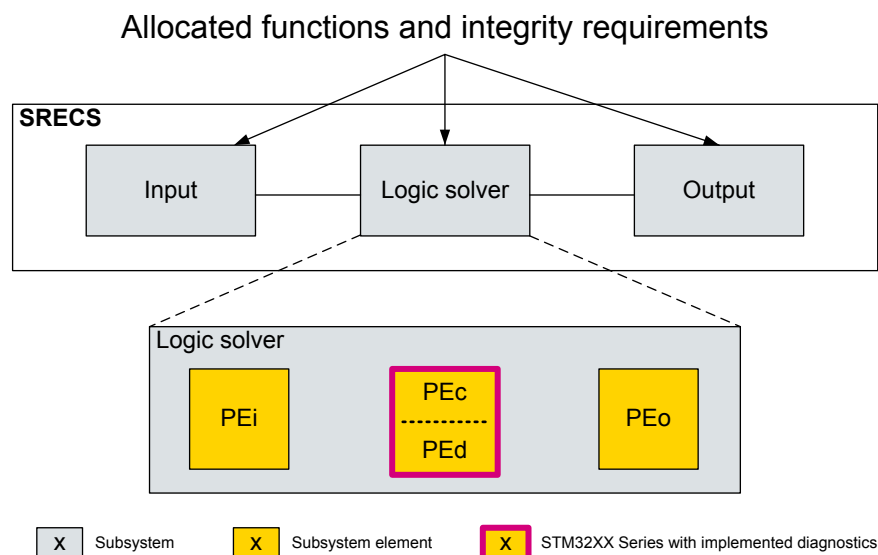 Allocated functions and integrity requirements
SRECS
Input
Logic solver
Output
Logic solver
PEi
PEc
PEd
PEo
X Subsystem
X Subsystem element
X STM32XX Series with implemented diagnostics